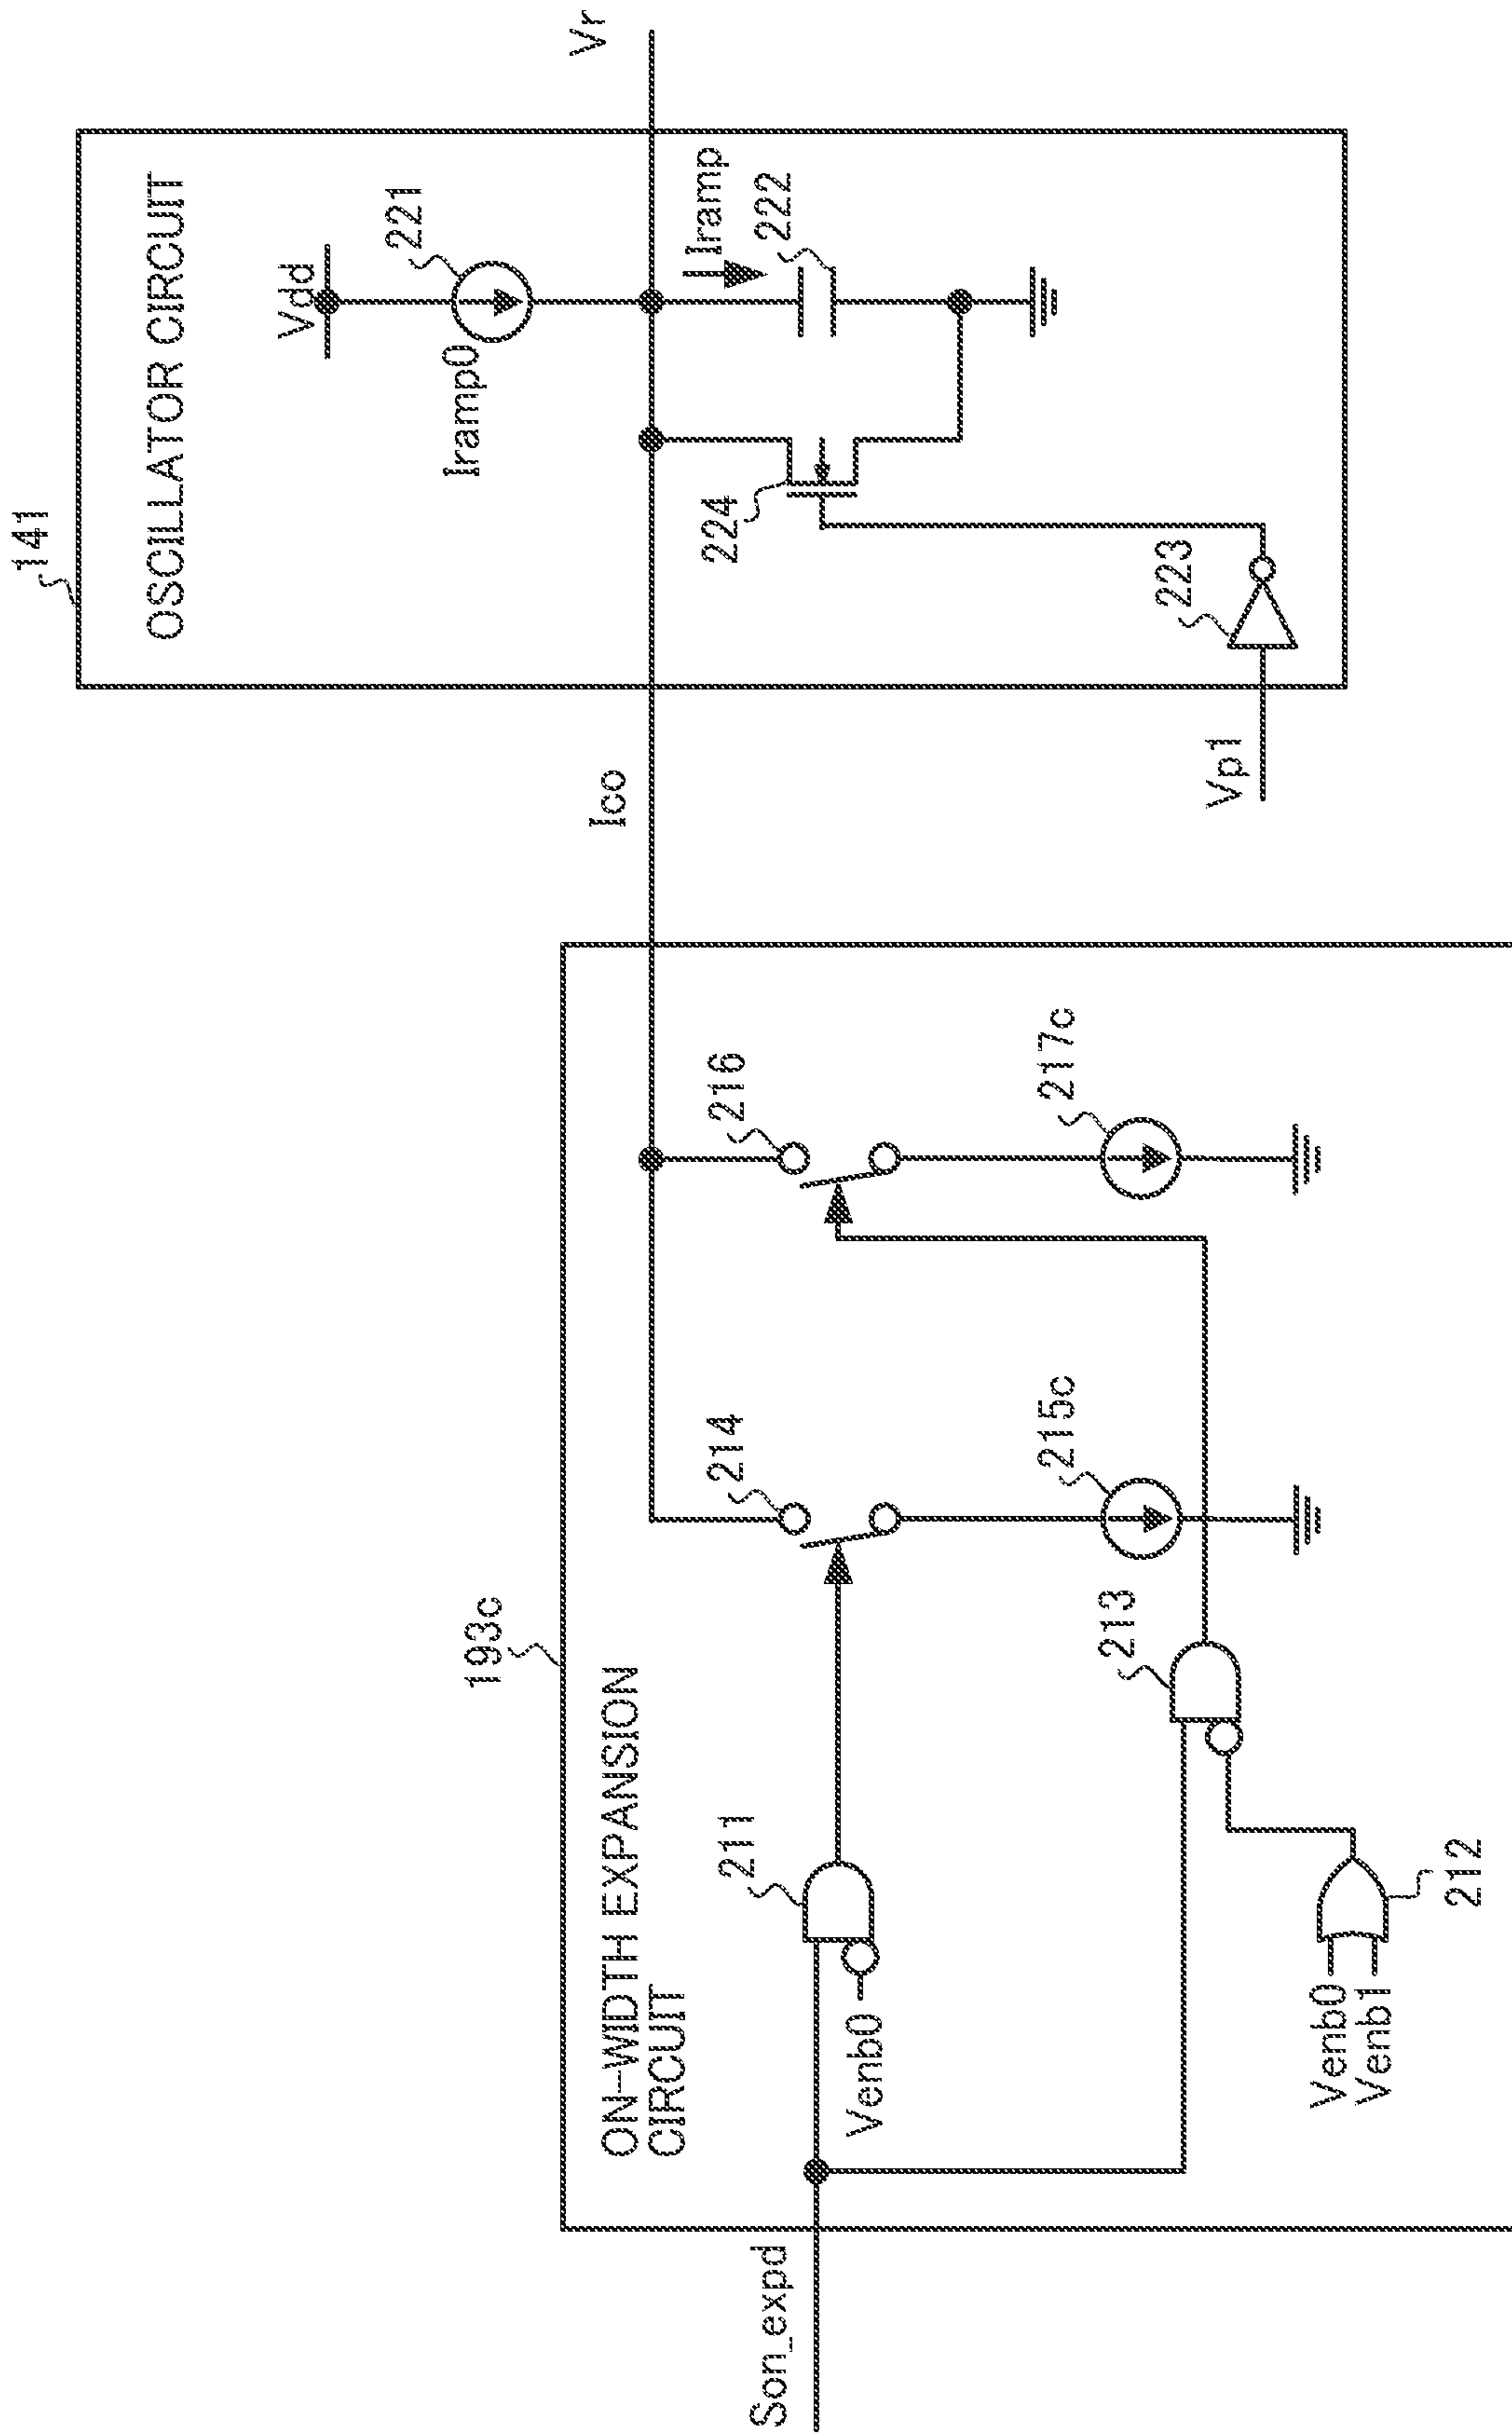 141
OSCILLATOR CIRCUIT
Vdd
221
Iramp0
Vr
Iramp
222
224
223
Vp1
Ico
193c
ON-WIDTH EXPANSION
CIRCUIT
216
217c
214
215c
213
211
Venb0
212
Venb0
Venb1
Son_expd